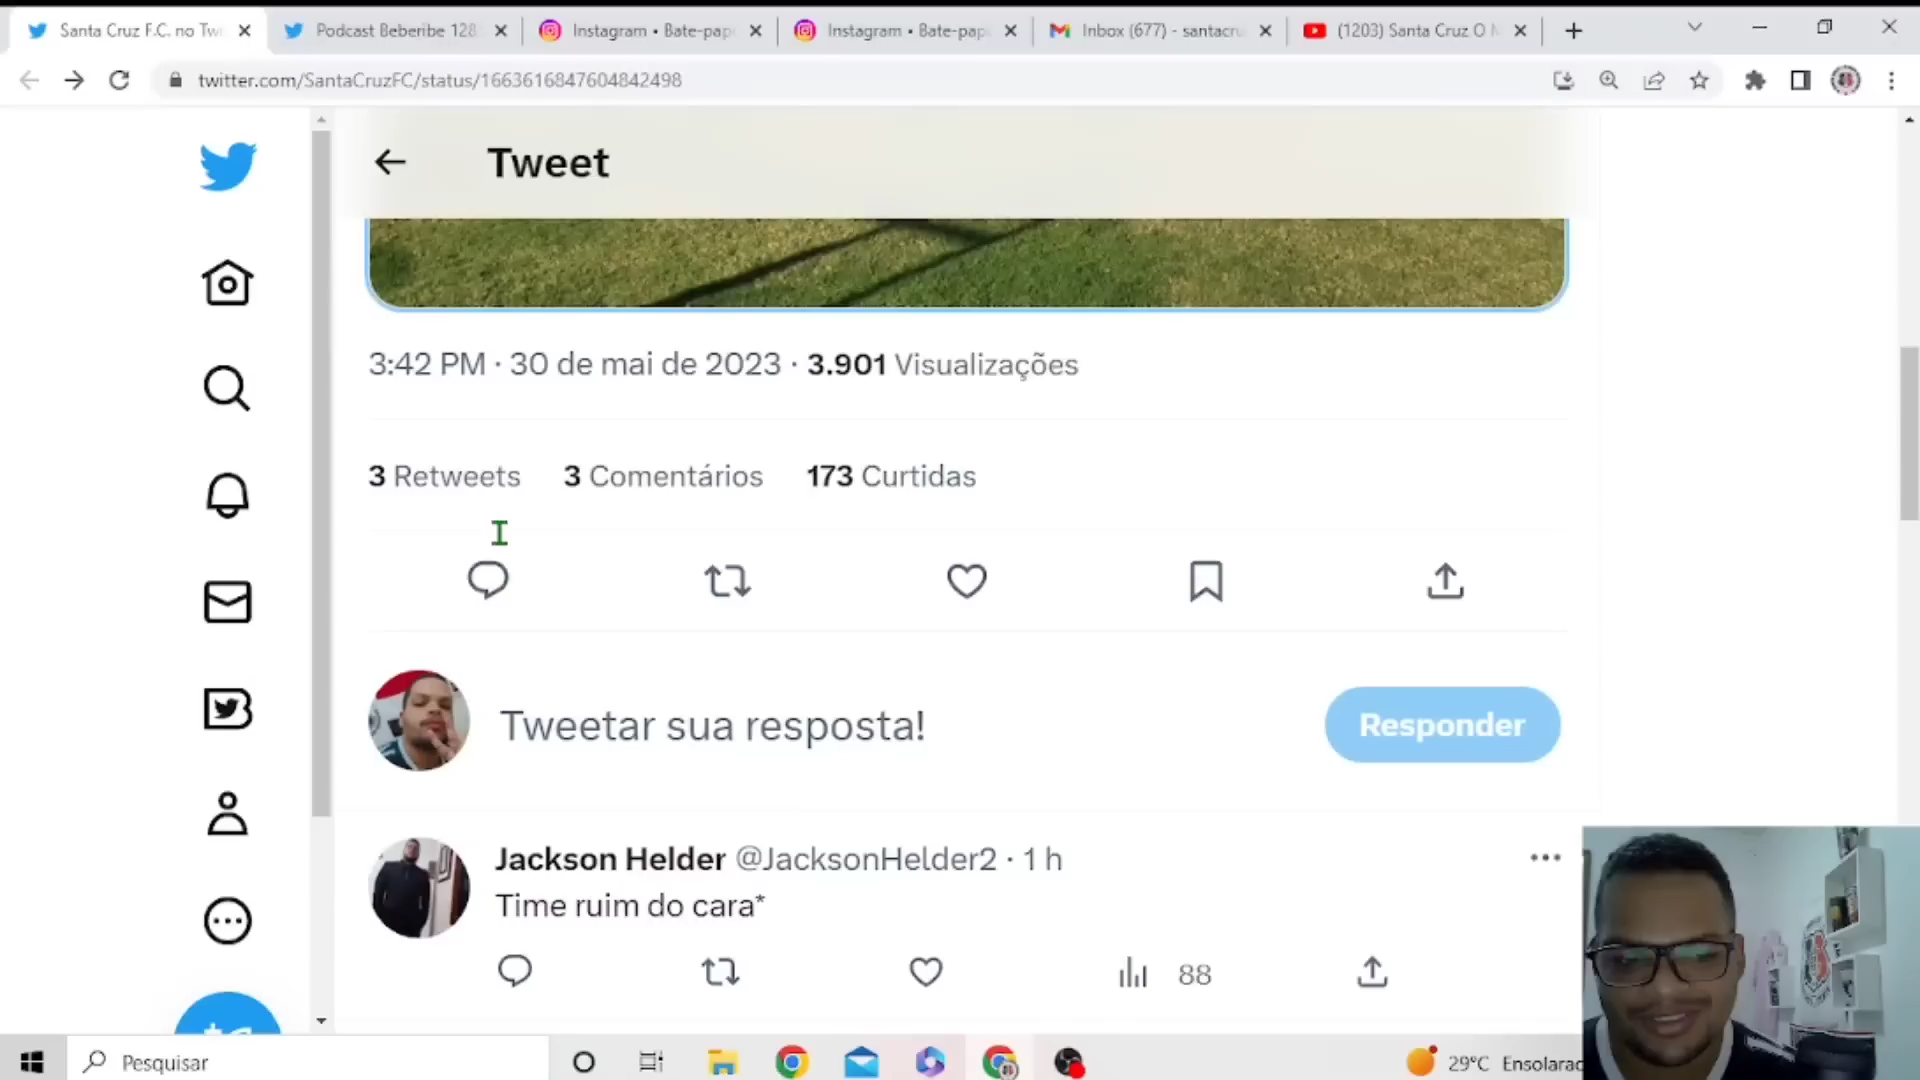 Santa Cruz F.C. no Twi
Podcast Beberibe 128
Instagram • Bate-pap
Instagram • Bate-pap
Inbox (677) - santacru
(1203) Santa Cruz O
twitter.com/SantaCruzFC/status/1663616847604842498
Tweet
3:42 PM · 30 de mai de 2023 · 3.901 Visualizações
3 Retweets 3 Comentários 173 Curtidas
Tweetar sua resposta!
Responder
Jackson Helder @JacksonHelder2 · 1 h
Time ruim do cara*
88
Pesquisar
29°C Ensolarad